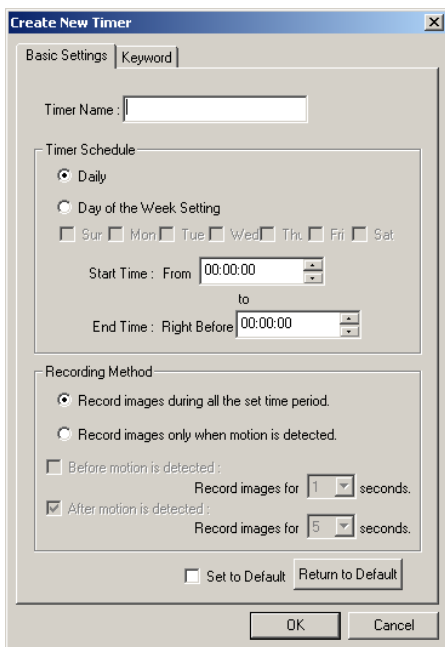 Create New Timer
Basic Settings Keyword
Timer Name :
Timer Schedule
Daily
Day of the Week Setting
Sur Mon Tue Wed Thu Fri Sat
Start Time : From 00:00:00
to
End Time : Right Before 00:00:00
Recording Method
Record images during all the set time period.
Record images only when motion is detected.
Before motion is detected :
Record images for 1 seconds.
After motion is detected :
Record images for 5 seconds.
Set to Default Return to Default
OK Cancel